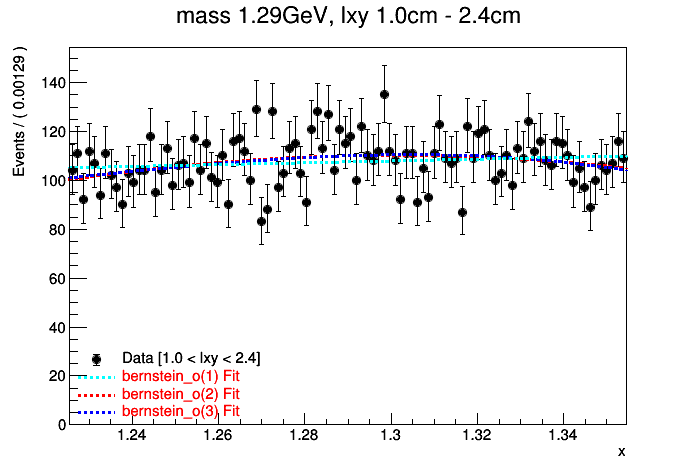 mass 1.29GeV, lxy 1.0cm - 2.4cm
Events / ( 0.00129 )
140
120
100
80
60
40
20
0
Data [1.0 < lxy < 2.4]
bernstein_o(1) Fit
bernstein_o(2) Fit
bernstein_o(3) Fit
1.24 1.26 1.28 1.3 1.32 1.34
x